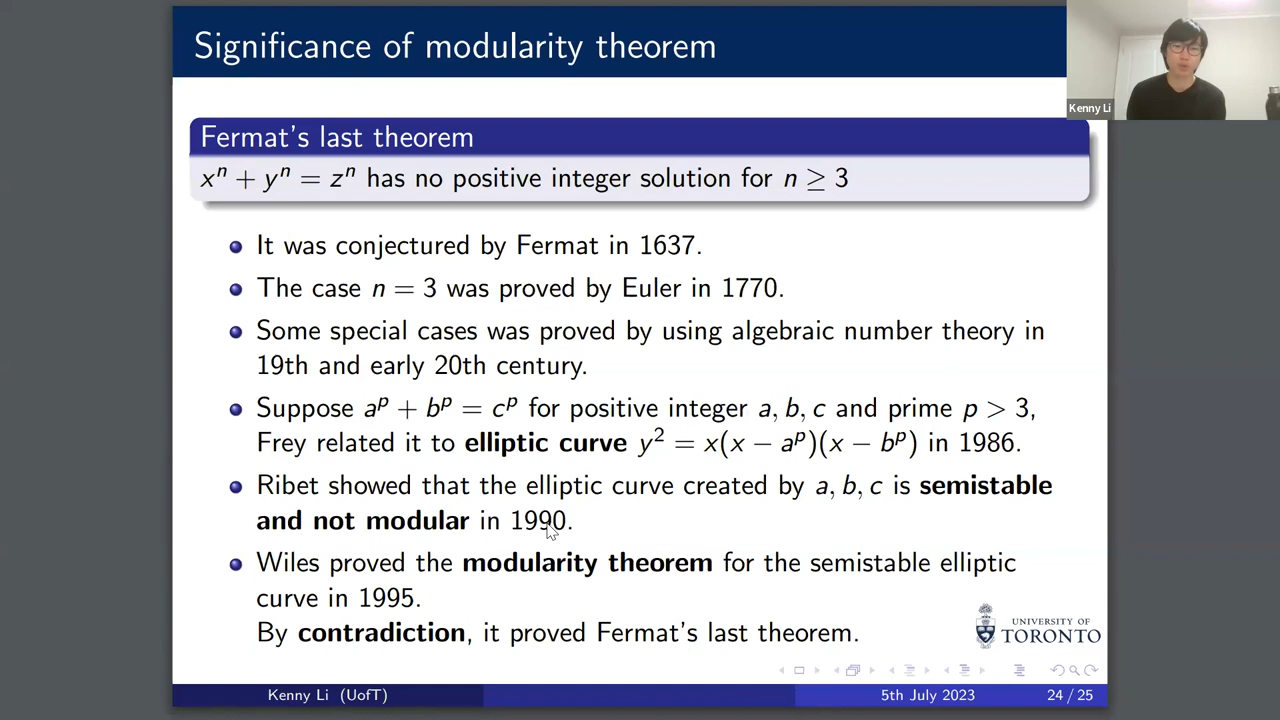 Significance of modularity theorem
Kenny Li
Fermat's last theorem
xⁿ + yⁿ = zⁿ has no positive integer solution for n ≥ 3
It was conjectured by Fermat in 1637.
The case n = 3 was proved by Euler in 1770.
Some special cases was proved by using algebraic number theory in
19th and early 20th century.
Suppose aᵖ + bᵖ = cᵖ for positive integer a, b, c and prime p > 3,
Frey related it to elliptic curve y² = x(x − aᵖ)(x − bᵖ) in 1986.
Ribet showed that the elliptic curve created by a, b, c is semistable
and not modular in 1990.
Wiles proved the modularity theorem for the semistable elliptic
curve in 1995.
By contradiction, it proved Fermat's last theorem.
UNIVERSITY OF
TORONTO
Kenny Li (UofT)
5th July 2023
24 / 25